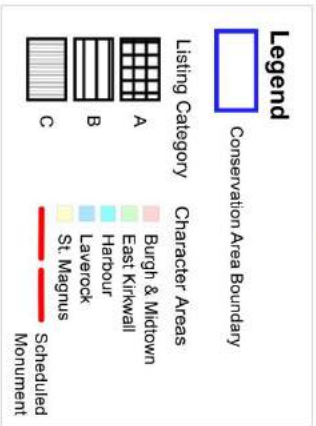 Legend
Conservation Area Boundary
Listing Category
A
B
C
Character Areas
Burgh & Midtown
East Kirkwall
Harbour
Laverock
St. Magnus
Scheduled
Monument